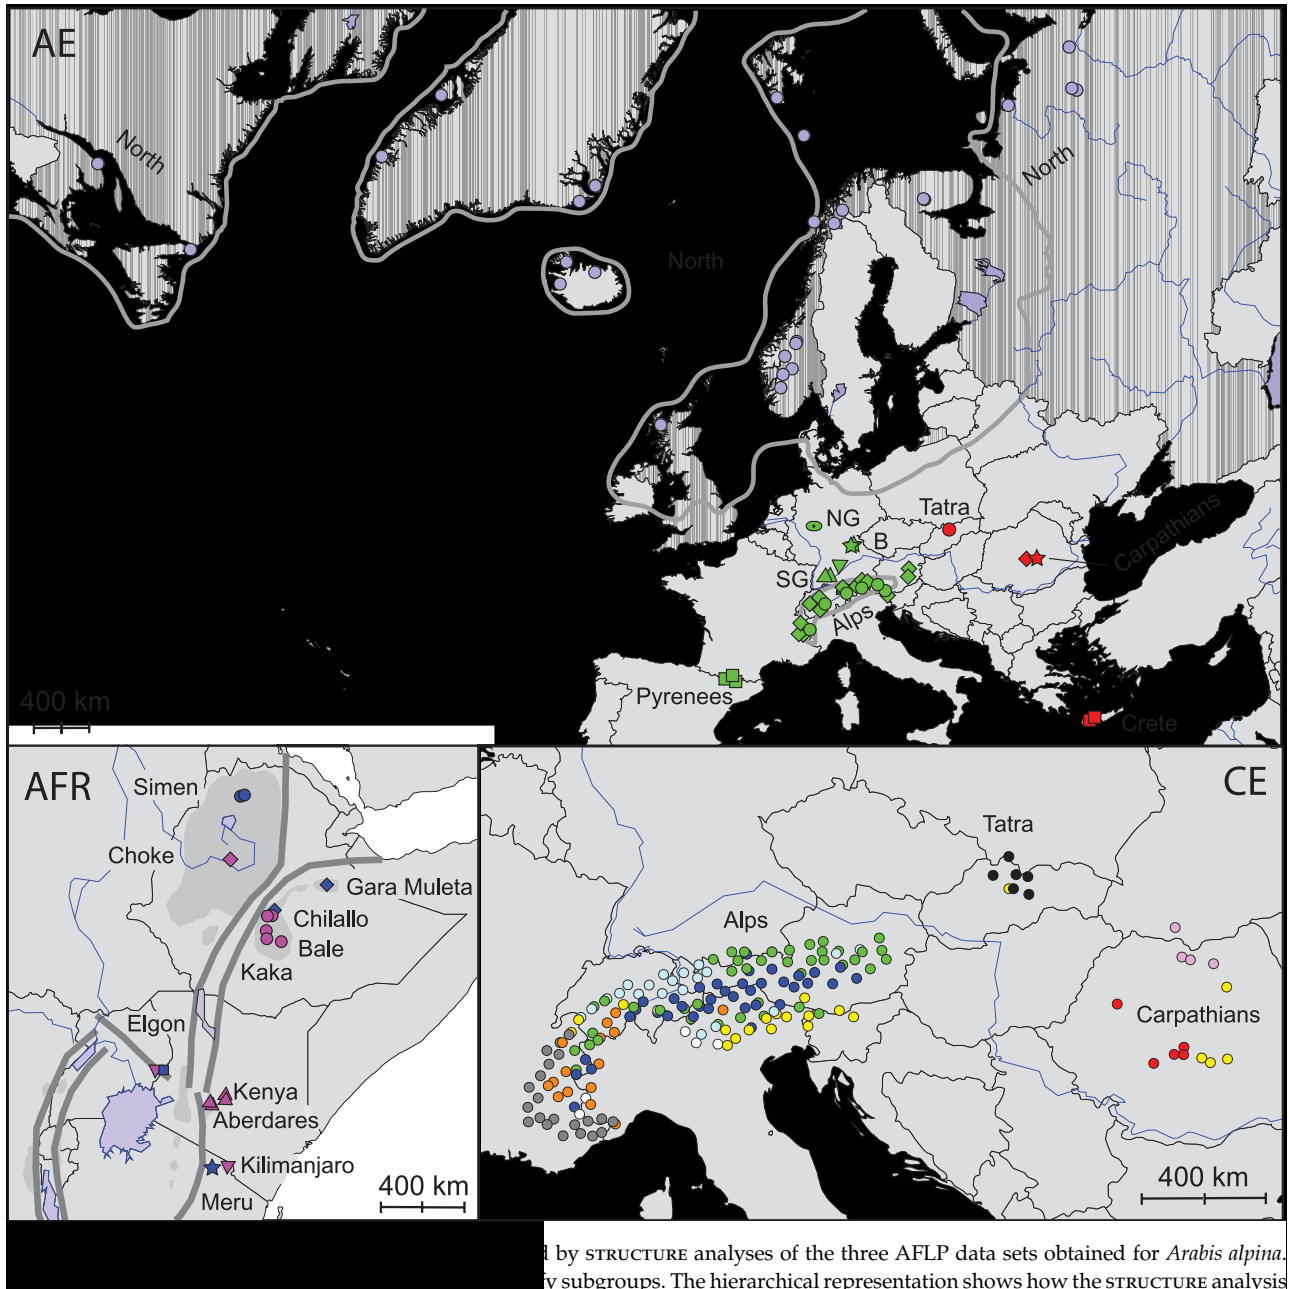 AE
North
North
North
NG
B
SG
Tatra
Carpathians
Alps
Pyrenees
Crete
400 km
AFR
Simen
Choke
Gara Muleta
Chilallo
Bale
Kaka
Elgon
Kenya
Aberdares
Kilimanjaro
Meru
400 km
CE
Tatra
Alps
Carpathians
400 km
by STRUCTURE analyses of the three AFLP data sets obtained for Arabis alpina.
subgroups. The hierarchical representation shows how the STRUCTURE analysis